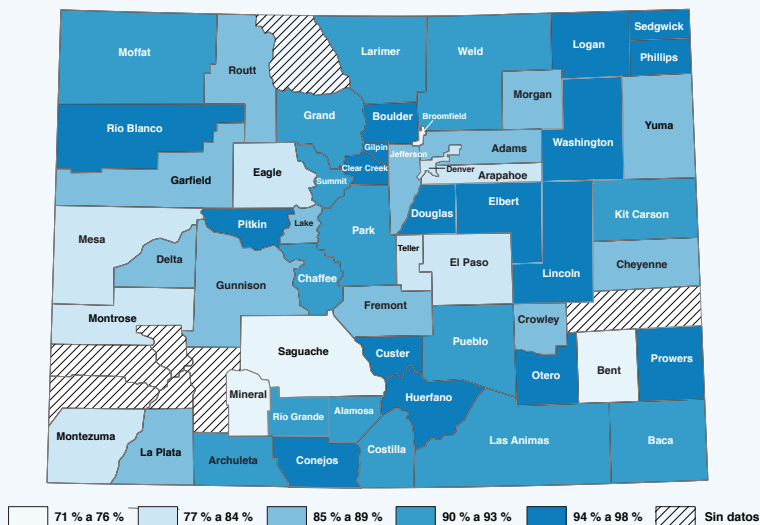 Moffat
Routt
Larimer
Weld
Logan
Sedgwick
Phillips
Morgan
Grand
Boulder
Broomfield
Río Blanco
Yuma
Washington
Gilpin
Jefferson
Adams
Eagle
Clear Creek
Denver
Arapahoe
Garfield
Summit
Elbert
Douglas
Kit Carson
Pitkin
Lake
Park
Mesa
Teller
El Paso
Delta
Cheyenne
Lincoln
Chaffee
Gunnison
Fremont
Montrose
Crowley
Pueblo
Saguache
Custer
Prowers
Bent
Otero
Mineral
Huerfano
Río Grande
Alamosa
Montezuma
Las Animas
Baca
La Plata
Costilla
Archuleta
Conejos
71 % a 76 % 77 % a 84 % 85 % a 89 % 90 % a 93 % 94 % a 98 % Sin datos